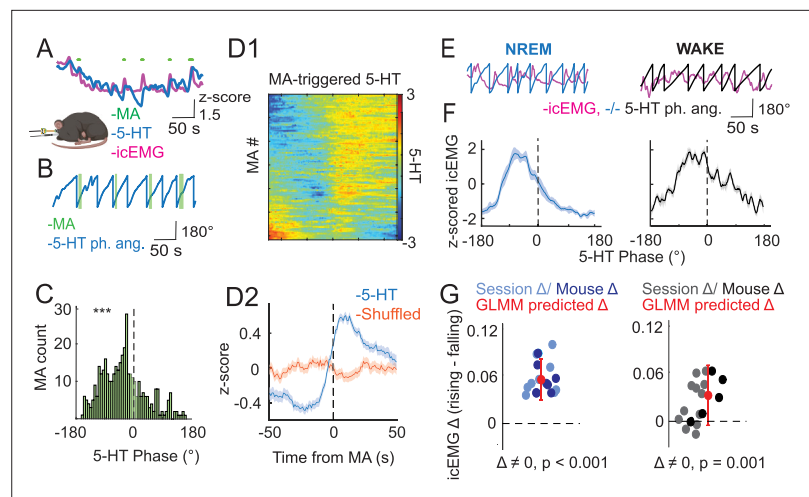 A
z-score
1.5
50 s
-MA
-5-HT
-icEMG
B
-MA
-5-HT ph. ang.
180°
50 s
C
MA count
30
20
10
***
-180
0
180
5-HT Phase (°)
D1
MA-triggered 5-HT
MA #
3
5-HT
-3
D2
-5-HT
-Shuffled
z-score
0.4
0
-0.4
-50
0
50
Time from MA (s)
E
NREM
WAKE
180°
50 s
-icEMG, -/- 5-HT ph. ang.
F
z-scored icEMG
2
0
-2
-180
0
180
-180
0
180
5-HT Phase (°)
G
Session Δ/ Mouse Δ
GLMM predicted Δ
Session Δ/ Mouse Δ
GLMM predicted Δ
icEMG Δ (rising - falling)
0.12
0.06
0
0.12
0.06
0
Δ ≠ 0, p < 0.001
Δ ≠ 0, p = 0.001